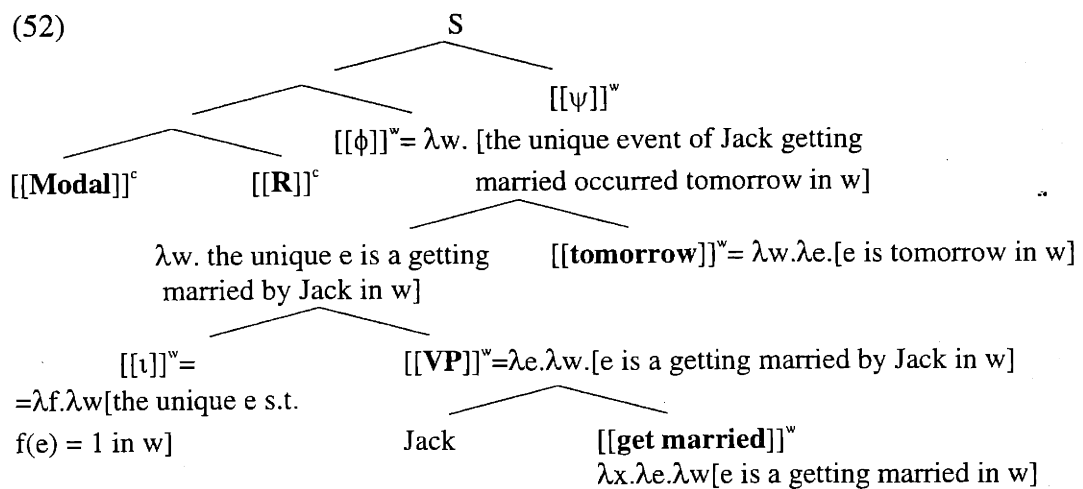 (52) S
[[ψ]]ʷ
[[ϕ]]ʷ= λw. [the unique event of Jack getting
[[Modal]]ᶜ [[R]]ᶜ married occurred tomorrow in w]
λw. the unique e is a getting [[tomorrow]]ʷ= λw.λe.[e is tomorrow in w]
married by Jack in w]
[[ι]]ʷ= [[VP]]ʷ=λe.λw.[e is a getting married by Jack in w]
=λf.λw[the unique e s.t.
f(e) = 1 in w] Jack [[get married]]ʷ
λx.λe.λw[e is a getting married in w]